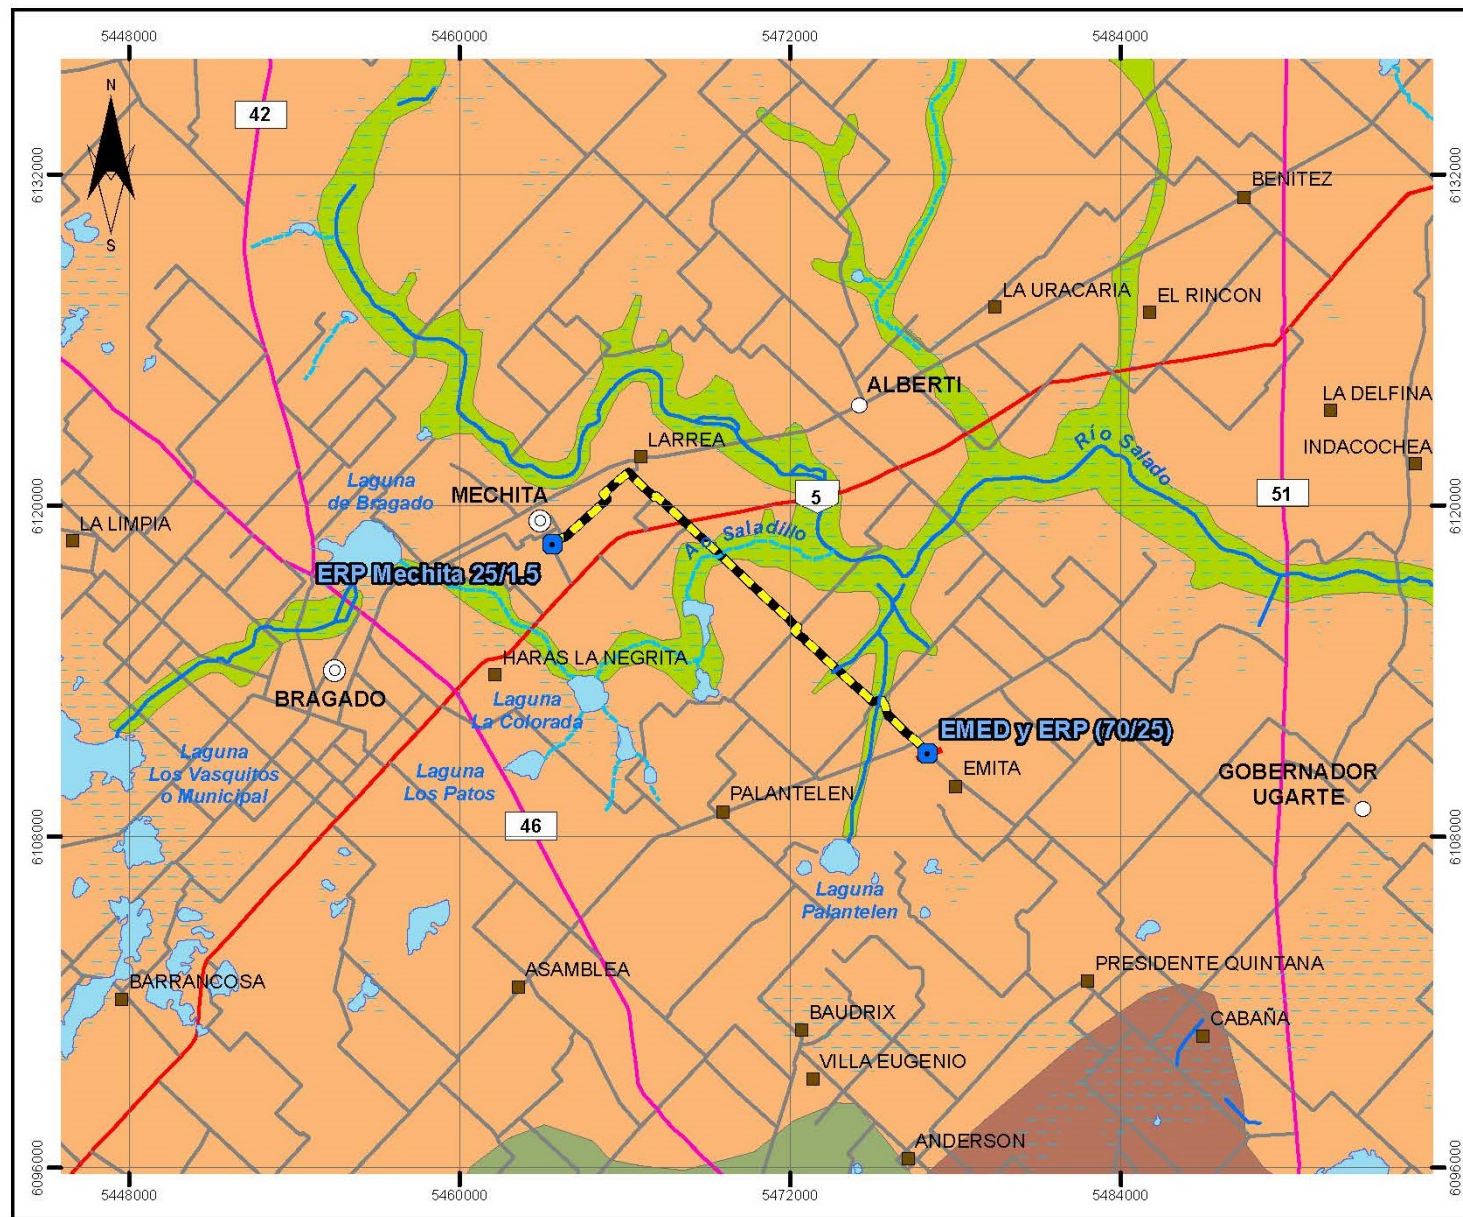 5448000
5460000
5472000
5484000
N
S
42
6132000
6132000
BENITEZ
LA URACARIA
EL RINCON
ALBERTI
LA DELFINA
Río Salado
LARREA
INDACOCHEA
Laguna
de Bragado
MECHITA
5
51
6120000
6120000
LA LIMPIA
Aº Saladillo
ERP Mechita 25/1.5
HARAS LA NEGRITA
BRAGADO
Laguna
La Colorada
EMED y ERP (70/25)
Laguna
Los Vasquitos
o Municipal
Laguna
Los Patos
EMITA
GOBERNADOR
UGARTE
PALANTELEN
46
6108000
6108000
Laguna
Palantelen
BARRANCOSA
ASAMBLEA
PRESIDENTE QUINTANA
BAUDRIX
CABAÑA
VILLA EUGENIO
ANDERSON
6096000
6096000
5448000
5460000
5472000
5484000